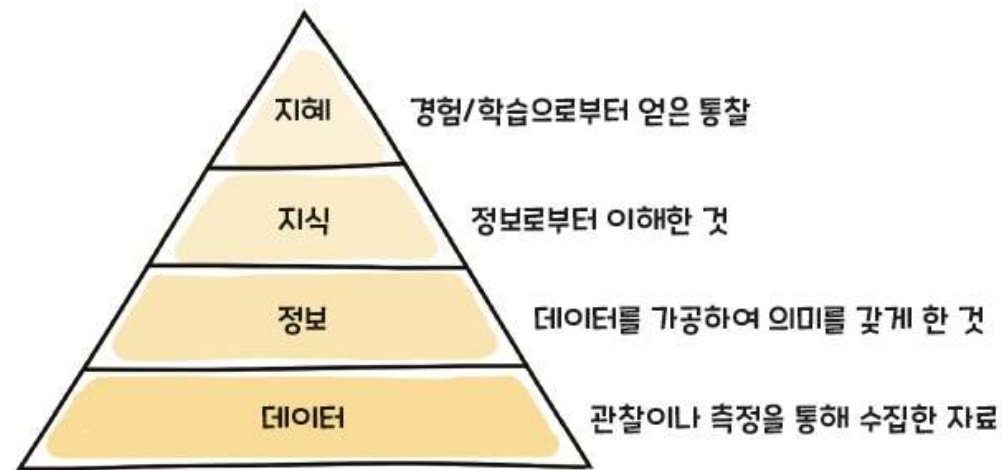 지혜 경험/학습으로부터 얻은 통찰
지식 정보로부터 이해한 것
정보 데이터를 가공하여 의미를 갖게 한 것
데이터 관찰이나 측정을 통해 수집한 자료